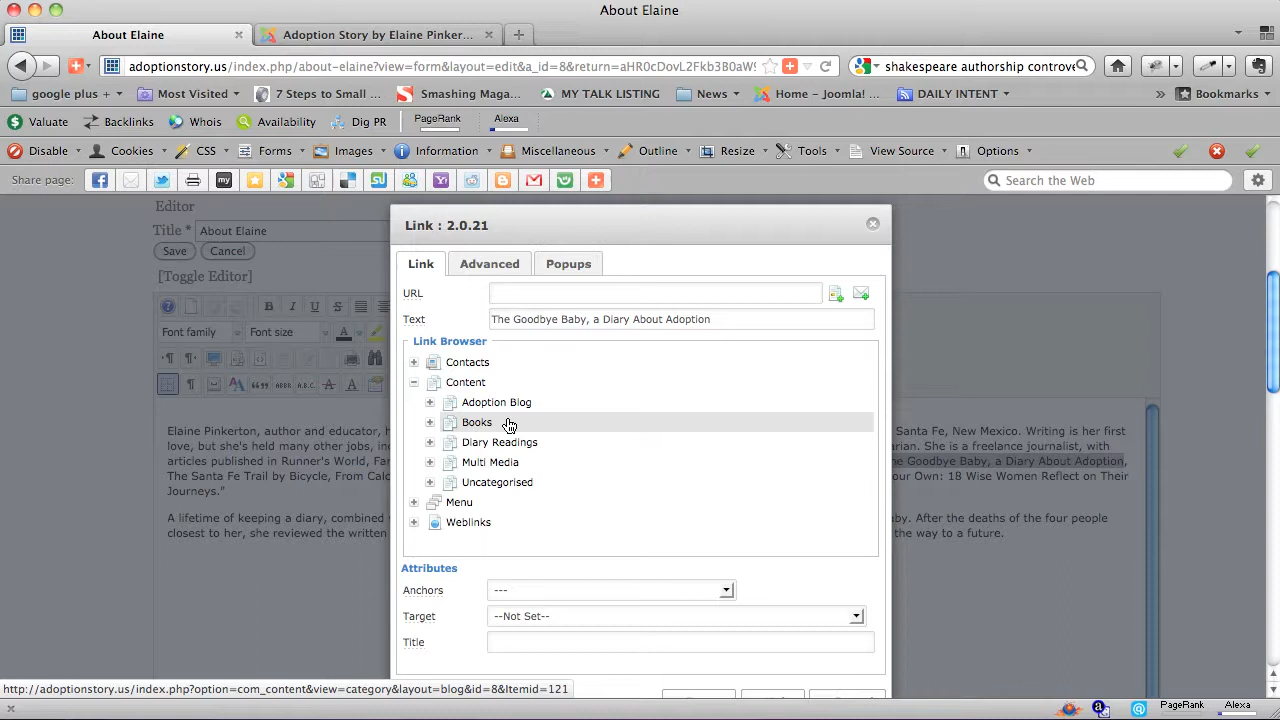 About Elaine
About Elaine
Adoption Story by Elaine Pinker...
adoptionstory.us/index.php/about-elaine?view=form&layout=edit&a_id=8&return=aHR0cDovL2Fkb3B0aW9
shakespeare authorship controve
google plus +
Most Visited
7 Steps to Small ...
Smashing Maga...
MY TALK LISTING
News
Home - Joomla! ...
DAILY INTENT
»
Bookmarks
Valuate
Backlinks
Whois
Availability
Dig PR
PageRank
Alexa
Disable
Cookies
CSS
Forms
Images
Information
Miscellaneous
Outline
Resize
Tools
View Source
Options
Share page:
my
Search the Web
Editor
Title *
About Elaine
Save
Cancel
[Toggle Editor]
B I U
Font family
Font size
A
Link : 2.0.21
Link
Advanced
Popups
URL
Text
The Goodbye Baby, a Diary About Adoption
Link Browser
Contacts
Content
Adoption Blog
Books
Diary Readings
Multi Media
Uncategorised
Menu
Weblinks
Attributes
Anchors
---
Target
--Not Set--
Title
Elaine Pinkerton, author and educator, h
Santa Fe, New Mexico. Writing is her first
love, but she's held many other jobs, in
arian. She is a freelance journalist, with
articles published in Runner's World, Fa
he Goodbye Baby, a Diary About Adoption,
The Santa Fe Trail by Bicycle, From Calc
our Own: 18 Wise Women Reflect on Their
Journeys."
A lifetime of keeping a diary, combined
by. After the deaths of the four people
closest to her, she reviewed the written
the way to a future.
http://adoptionstory.us/index.php?option=com_content&view=category&layout=blog&id=8&Itemid=121
PageRank
Alexa